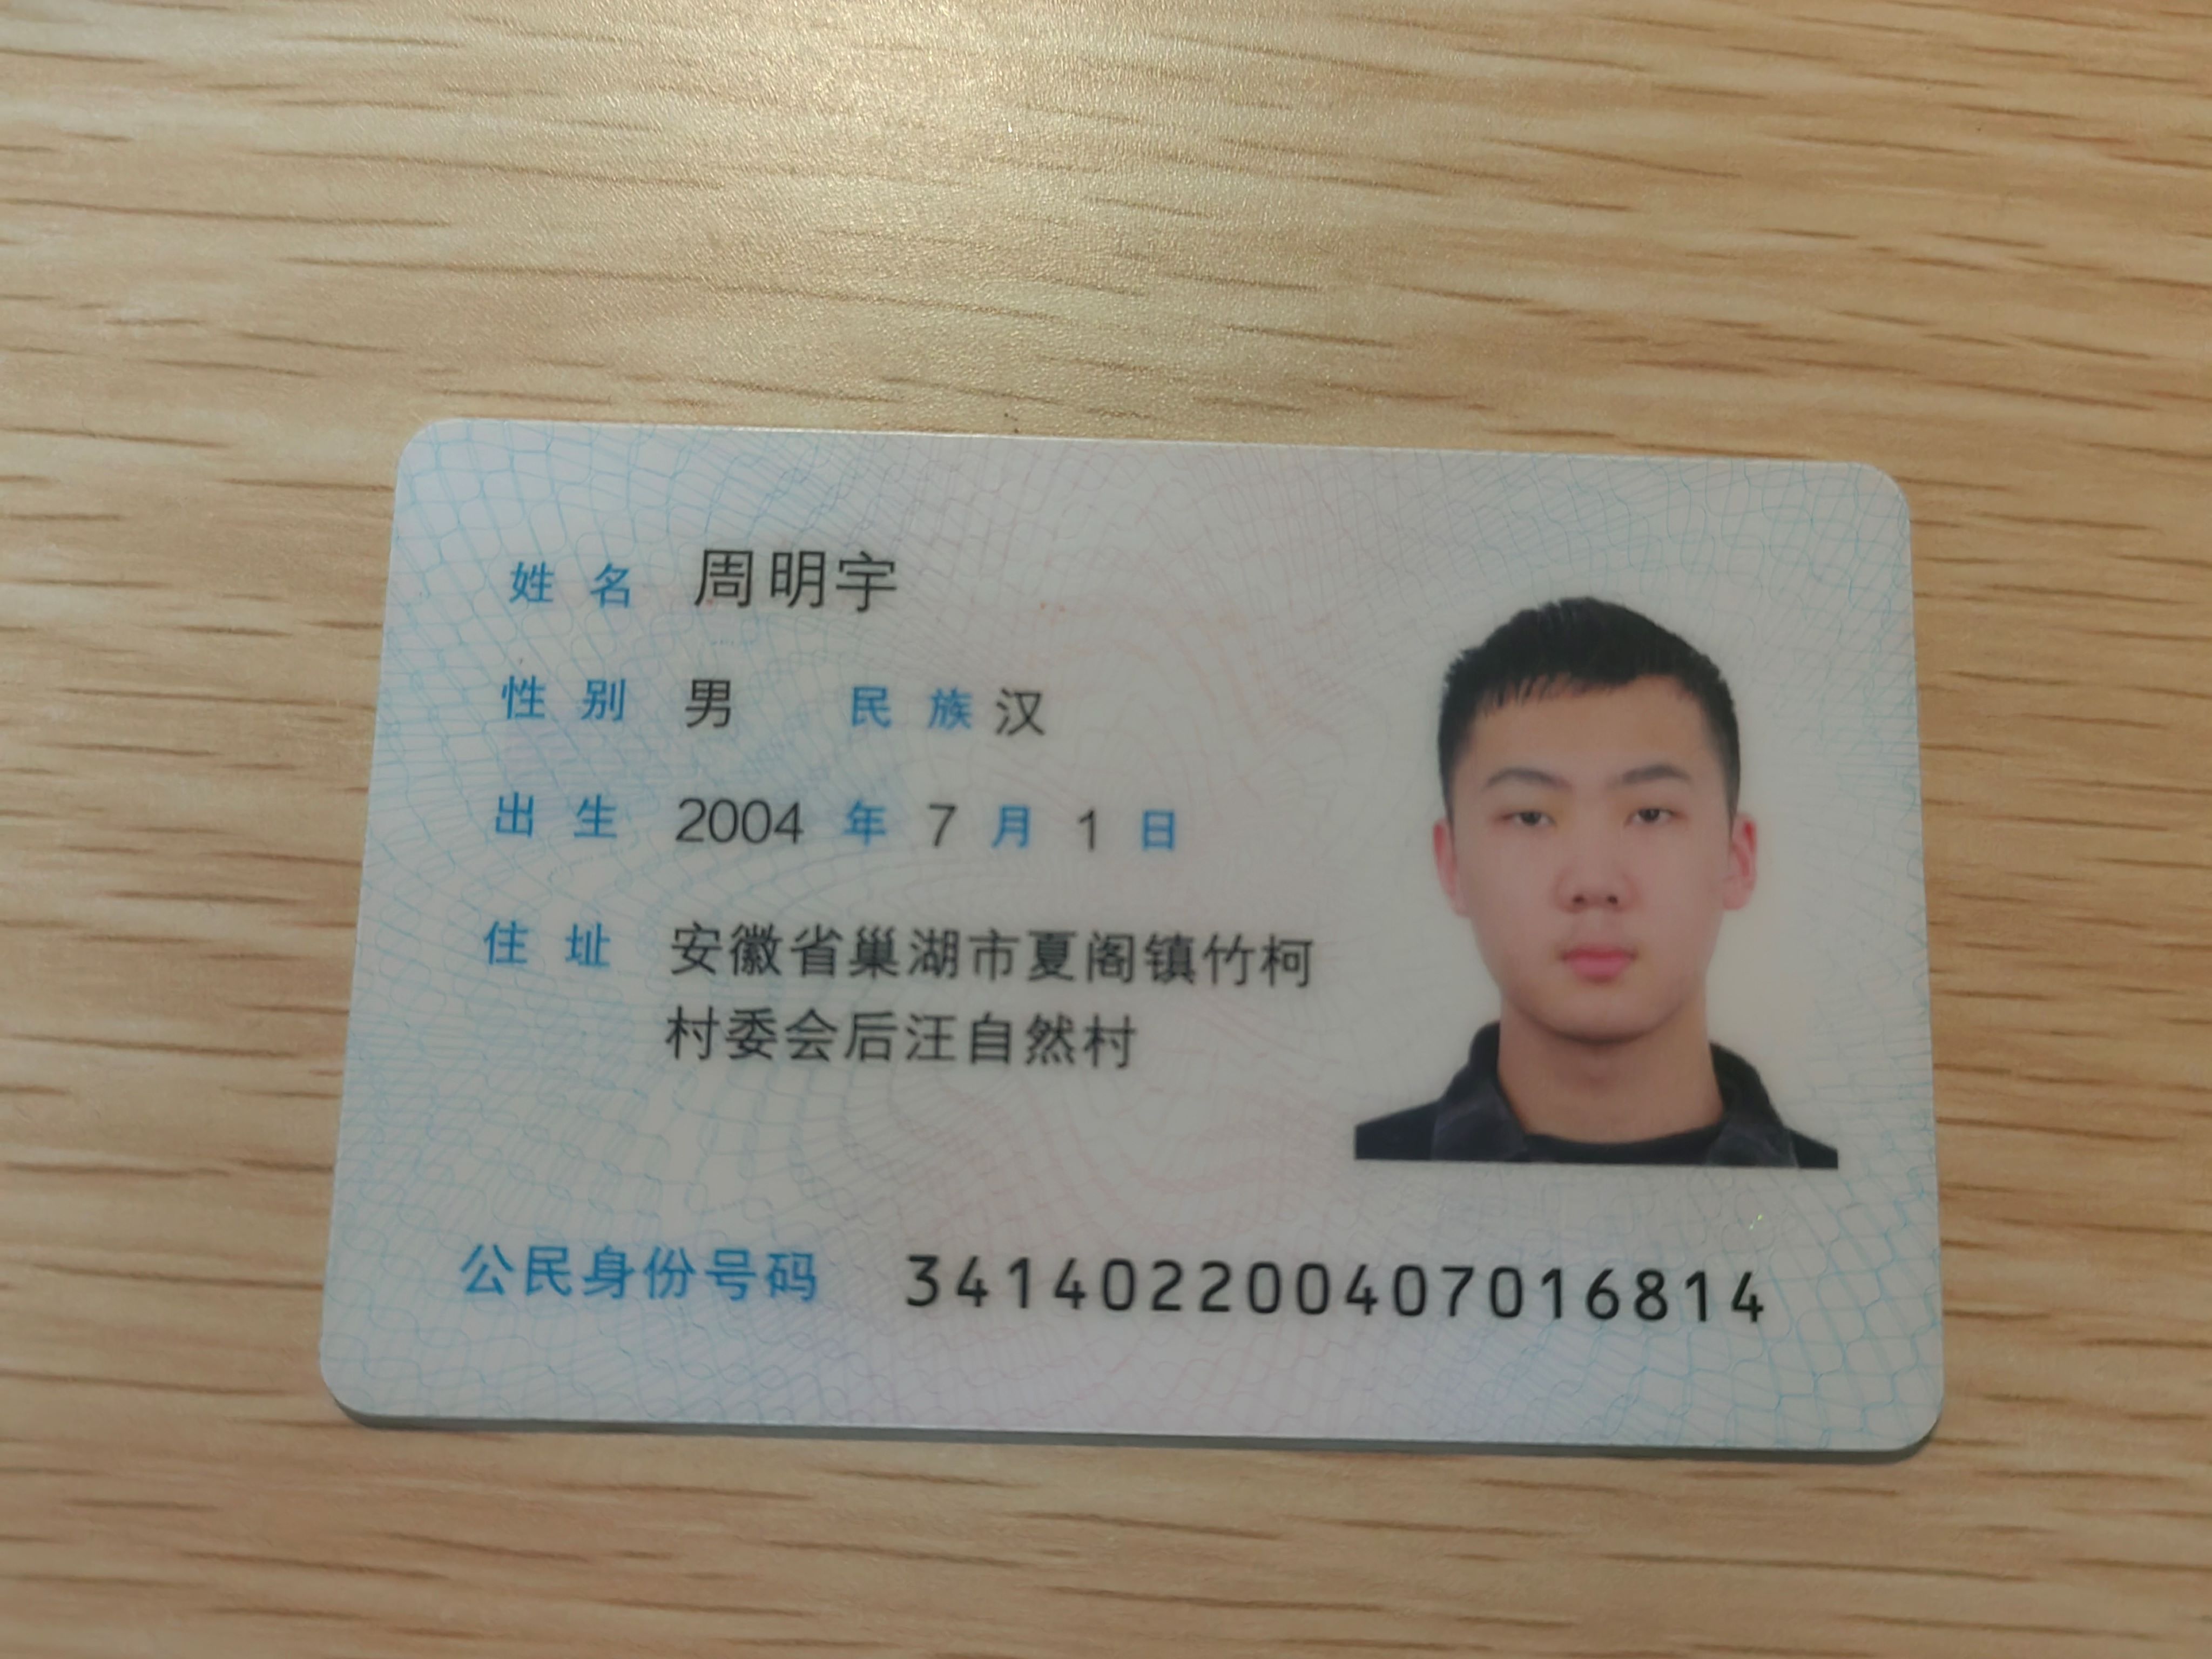 姓名 周明宇
性别 男 民族 汉
出生 2004 年 7 月 1 日
住址 安徽省巢湖市夏阁镇竹柯
村委会后汪自然村
公民身份号码 341402200407016814